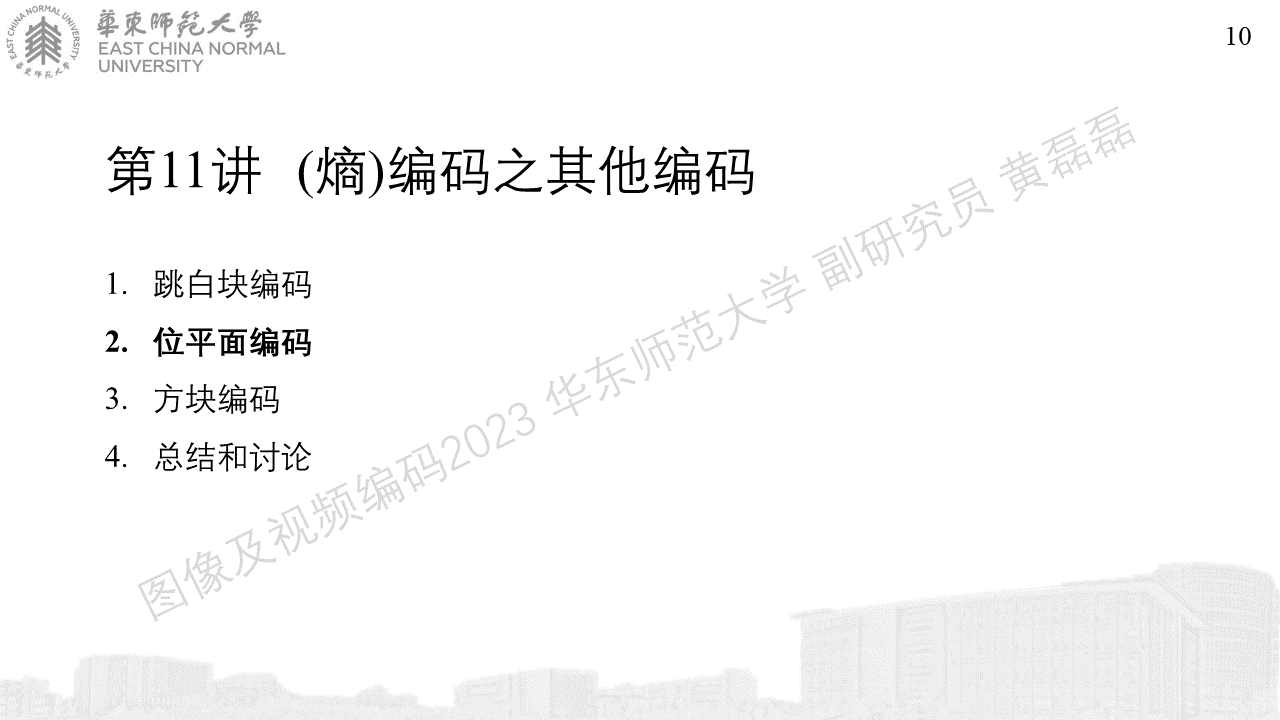 華東師範大學
EAST CHINA NORMAL
UNIVERSITY
EAST CHINA NORMAL UNIVERSITY
華東师范大学
10
第11讲 (熵)编码之其他编码
1. 跳白块编码
2. 位平面编码
3. 方块编码
4. 总结和讨论
图像及视频编码2023 华东师范大学 副研究员 黄磊磊